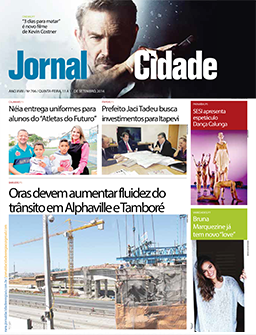 "3 dias para matar"
é novo filme
de Kevin Costner
Jornal Cidade
Néia entrega uniformes para
alunos do "Atletas do Futuro"
Prefeito Jaci Tadeu busca
investimentos para Itapevi
SESI apresenta
espetáculo
Dança Calunga
Obras devem aumentar fluidez do
trânsito em Alphaville e Tamboré
Bruna
Marquezine já
tem novo "love"